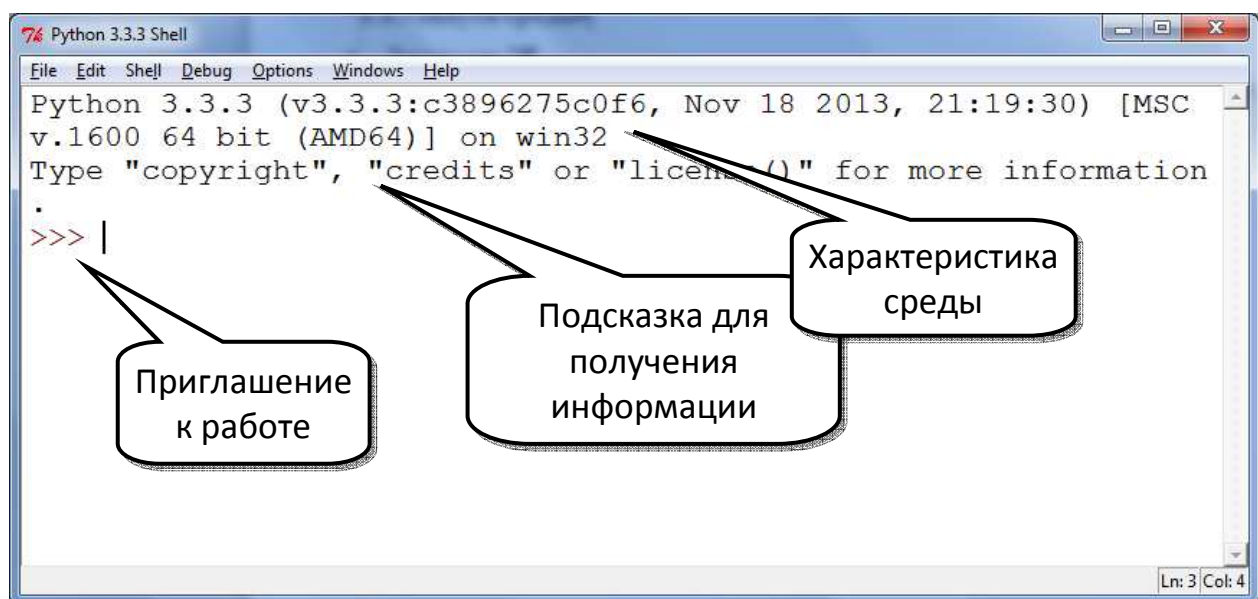 Python 3.3.3 Shell
File Edit Shell Debug Options Windows Help
Python 3.3.3 (v3.3.3:c3896275c0f6, Nov 18 2013, 21:19:30) [MSC
v.1600 64 bit (AMD64)] on win32
Type "copyright", "credits" or "license()" for more information
.
>>>
Характеристика
среды
Подсказка для
получения
информации
Приглашение
к работе
Ln: 3 Col: 4